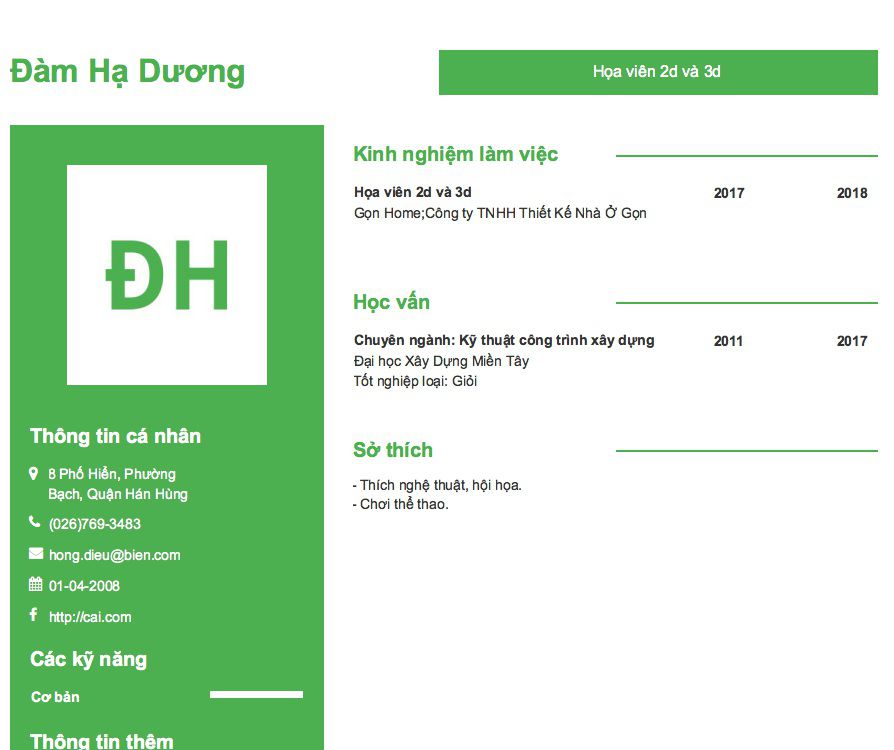 Đàm Hạ Dương
Họa viên 2d và 3d
ĐH
Thông tin cá nhân
8 Phố Hiển, Phường
Bạch, Quận Hán Hùng
(026)769-3483
hong.dieu@bien.com
01-04-2008
http://cai.com
Các kỹ năng
Cơ bản
Thông tin thêm
Kinh nghiệm làm việc
Họa viên 2d và 3d 2017 2018
Gọn Home;Công ty TNHH Thiết Kế Nhà Ở Gọn
Học vấn
Chuyên ngành: Kỹ thuật công trình xây dựng 2011 2017
Đại học Xây Dựng Miền Tây
Tốt nghiệp loại: Giỏi
Sở thích
- Thích nghệ thuật, hội họa.
- Chơi thể thao.